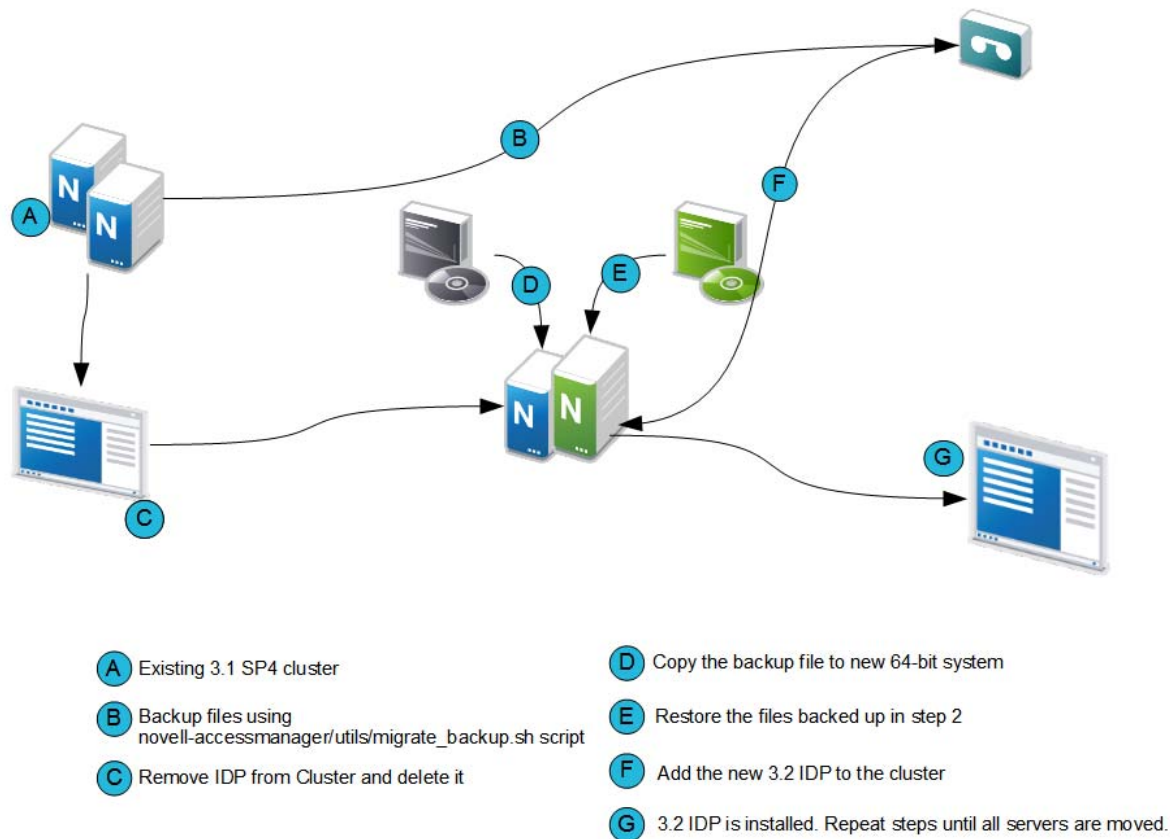 B
A
F
D
E
N
N
N
N
G
C
A Existing 3.1 SP4 cluster
B Backup files using
novell-accessmanager/utils/migrate_backup.sh script
C Remove IDP from Cluster and delete it
D Copy the backup file to new 64-bit system
E Restore the files backed up in step 2
F Add the new 3.2 IDP to the cluster
G 3.2 IDP is installed. Repeat steps until all servers are moved.